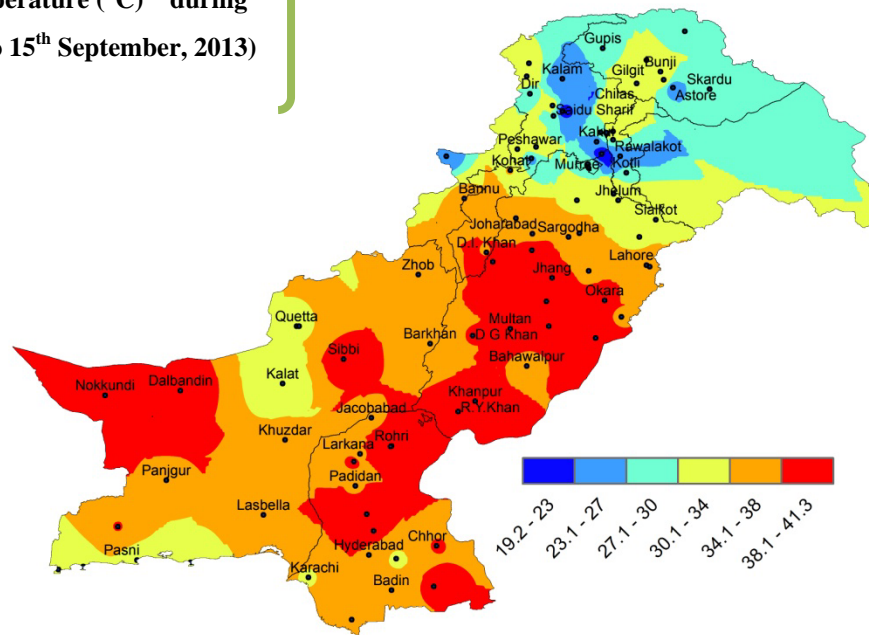 perature (°C) during
15th September, 2013)
Gupis
Bunji
Gilgit
Kalam
Skardu
Dir
Chilas
Astore
Saidu Sharif
Kakul
Peshawar
Rawalakot
Kohat
Murree
Kotli
Bannu
Jhelum
Sialkot
Joharabad
Sargodha
D.I. Khan
Lahore
Zhob
Jhang
Okara
Quetta
Multan
D G Khan
Barkhan
Sibbi
Bahawalpur
Nokkundi
Dalbandin
Kalat
Khanpur
R.Y.Khan
Jacobabad
Khuzdar
Rohri
Larkana
Panjgur
Padidan
Lasbella
Chhor
Pasni
Hyderabad
Karachi
Badin
19.2 - 23
23.1 - 27
27.1 - 30
30.1 - 34
34.1 - 38
38.1 - 41.3